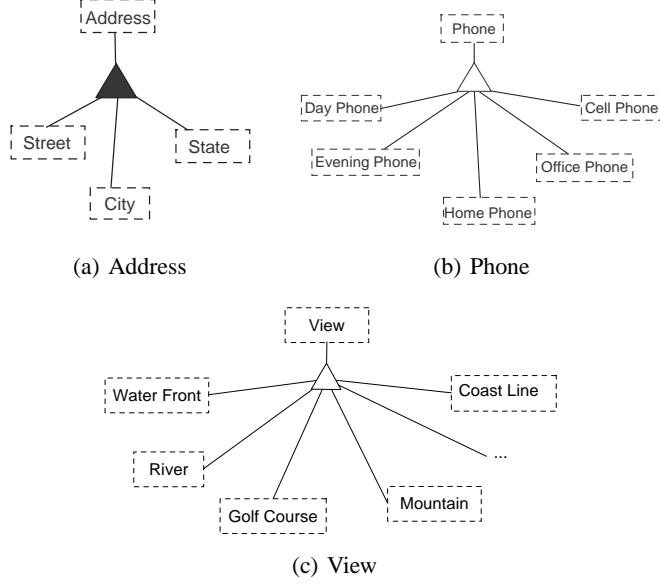 Address
Street
State
City
(a) Address
Phone
Day Phone
Cell Phone
Evening Phone
Office Phone
Home Phone
(b) Phone
View
Water Front
Coast Line
River
...
Golf Course
Mountain
(c) View